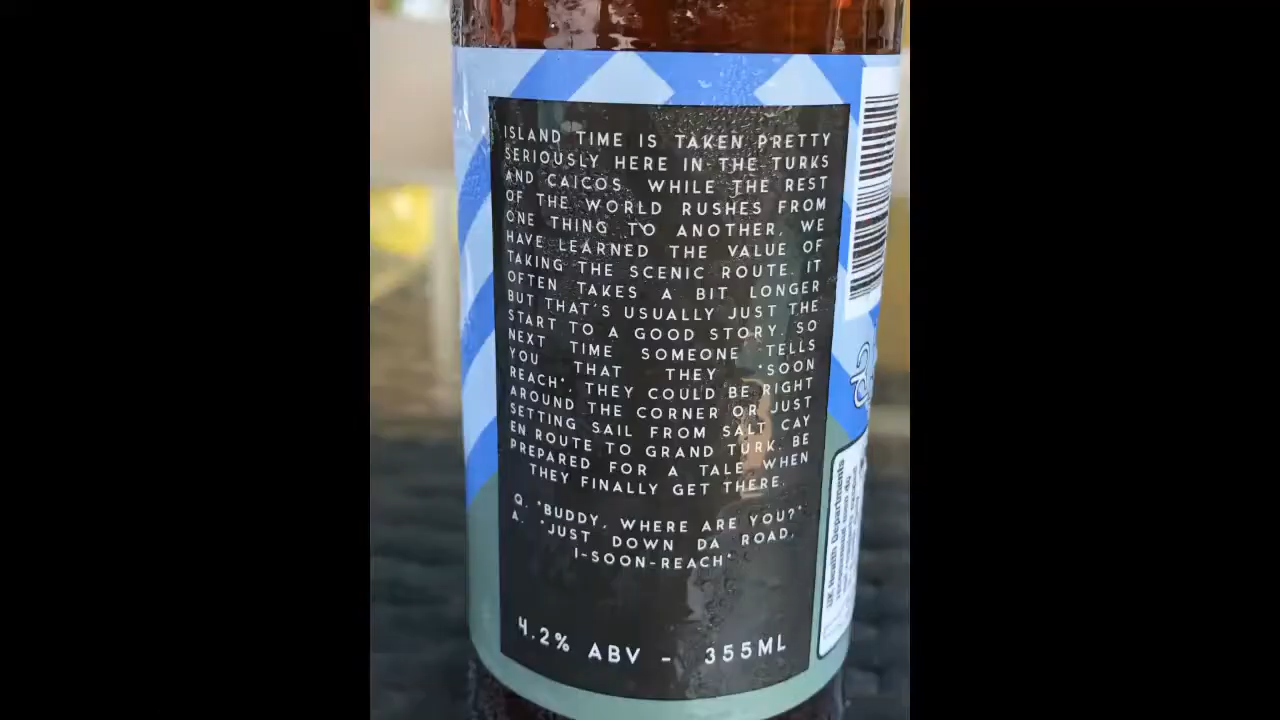 ISLAND TIME IS TAKEN PRETTY
SERIOUSLY HERE IN THE TURKS
AND CAICOS. WHILE THE REST
OF THE WORLD RUSHES FROM
ONE THING TO ANOTHER, WE
HAVE LEARNED THE VALUE OF
TAKING THE SCENIC ROUTE. IT
OFTEN TAKES A BIT LONGER
BUT THAT'S USUALLY JUST THE
START TO A GOOD STORY. SO
NEXT TIME SOMEONE TELLS
YOU THAT THEY "SOON
REACH", THEY COULD BE RIGHT
AROUND THE CORNER OR JUST
SETTING SAIL FROM SALT CAY
EN ROUTE TO GRAND TURK. BE
PREPARED FOR A TALE WHEN
THEY FINALLY GET THERE.
Q. "BUDDY, WHERE ARE YOU?"
A. "JUST DOWN DA ROAD,
I-SOON-REACH"
4.2% ABV - 355ML
UK Health Departments